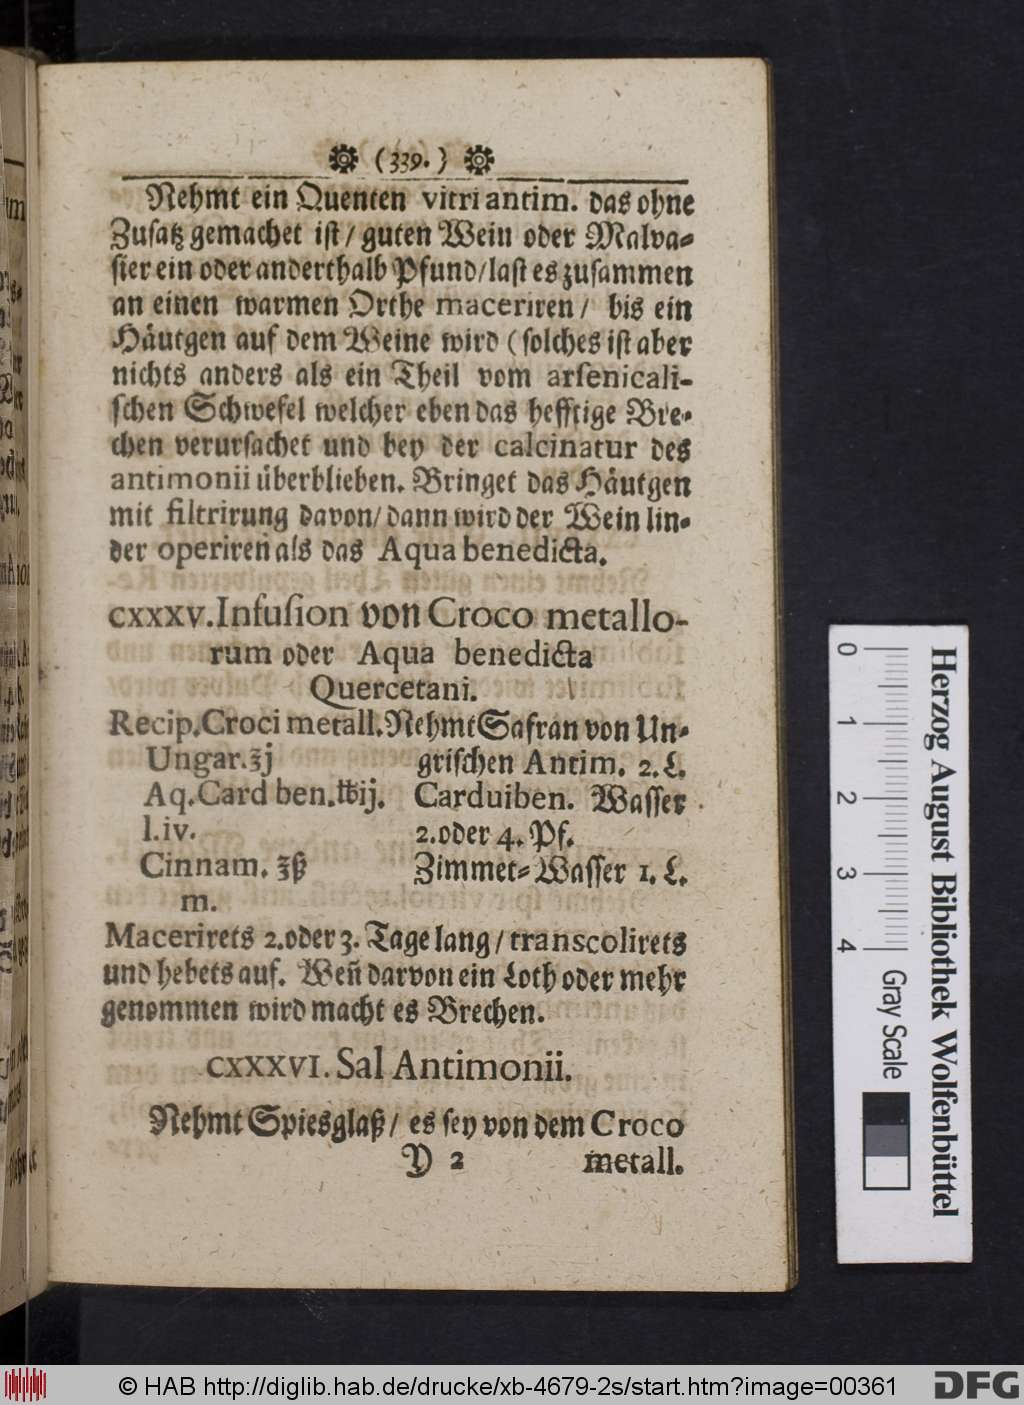 (339.)
Nehmt ein Quenten vitri antim. das ohne
Zusatz gemachet ist / guten Wein oder Malva-
sier ein oder anderthalb Pfund / last es zusammen
an einen warmen Orthe maceriren / bis ein
Häutgen auf dem Weine wird ( solches ist aber
nichts anders als ein Theil vom arsenicali-
schen Schwefel welcher eben das hefftige Bre-
chen verursachet und bey der calcinatur des
antimonii überblieben. Bringet das Häutgen
mit filtrirung davon / dann wird der Wein lin-
der operiren als das Aqua benedicta.
CXXXV. Infusion von Croco metallo-
rum oder Aqua benedicta
Quercetani.
Recip. Croci metall. Nehmt Safran von Un-
Ungar. ʒj grischen Antim. 2. L.
Aq. Card ben. ℔ij. Carduiben. Wasser
l. iv. 2. oder 4. Pf.
Cinnam. ʒß Zimmet-Wasser 1. L.
m.
Macerirets 2. oder 3. Tage lang / transcolirets
und hebets auf. Weñ darvon ein Loth oder mehr
genommen wird macht es Brechen.
CXXXVI. Sal Antimonii.
Nehmt Spiesglaß / es sey von dem Croco
Y 2 metall.
0 1 2 3 4
Gray Scale
Herzog August Bibliothek Wolfenbüttel
© HAB http://diglib.hab.de/drucke/xb-4679-2s/start.htm?image=00361
DFG